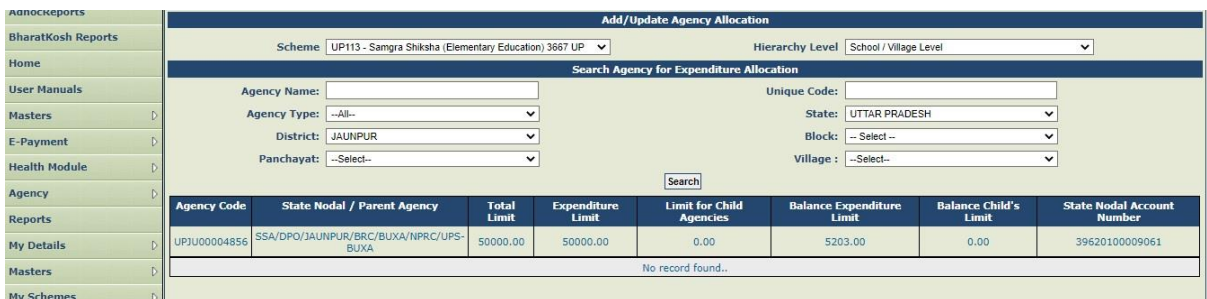 AdhocReports
BharatKosh Reports
Home
User Manuals
Masters
E-Payment
Health Module
Agency
Reports
My Details
Masters
My Schemes
Add/Update Agency Allocation
Scheme UP113 - Samgra Shiksha (Elementary Education) 3667 UP Hierarchy Level School / Village Level
Search Agency for Expenditure Allocation
Agency Name: Unique Code:
Agency Type: --All-- State: UTTAR PRADESH
District: JAUNPUR Block: -- Select --
Panchayat: --Select-- Village : --Select--
Search
Agency Code State Nodal / Parent Agency Total Limit Expenditure Limit Limit for Child Agencies Balance Expenditure Limit Balance Child's Limit State Nodal Account Number
UPJU00004856 SSA/DPO/JAUNPUR/BRC/BUXA/NPRC/UPS-BUXA 50000.00 50000.00 0.00 5203.00 0.00 39620100009061
No record found..